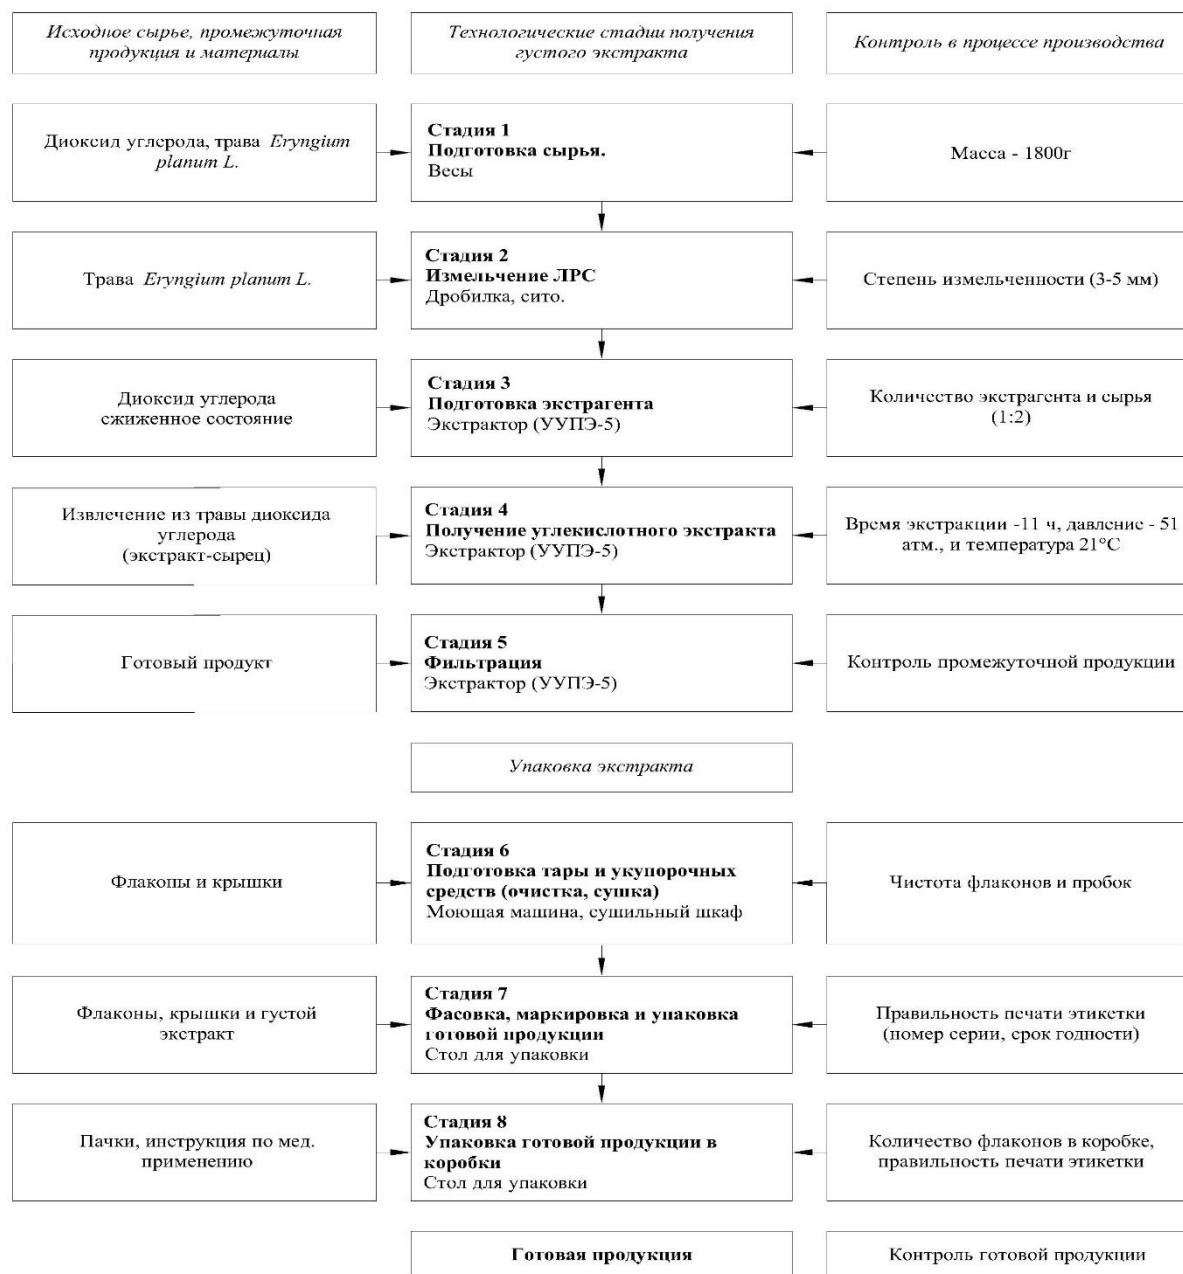 Исходное сырье, промежуточная
продукция и материалы
Технологические стадии получения
густого экстракта
Контроль в процессе производства
Диоксид углерода, трава Eryngium
planum L.
Стадия 1
Подготовка сырья.
Весы
Масса - 1800г
Трава Eryngium planum L.
Стадия 2
Измельчение ЛРС
Дробилка, сито.
Степень измельченности (3-5 мм)
Диоксид углерода
сжиженное состояние
Стадия 3
Подготовка экстрагента
Экстрактор (УУПЭ-5)
Количество экстрагента и сырья
(1:2)
Извлечение из травы диоксида
углерода
(экстракт-сырец)
Стадия 4
Получение углекислотного экстракта
Экстрактор (УУПЭ-5)
Время экстракции -11 ч, давление - 51
атм., и температура 21°C
Готовый продукт
Стадия 5
Фильтрация
Экстрактор (УУПЭ-5)
Контроль промежуточной продукции
Упаковка экстракта
Флаконы и крышки
Стадия 6
Подготовка тары и укупорочных
средств (очистка, сушка)
Моющая машина, сушильный шкаф
Чистота флаконов и пробок
Флаконы, крышки и густой
экстракт
Стадия 7
Фасовка, маркировка и упаковка
готовой продукции
Стол для упаковки
Правильность печати этикетки
(номер серии, срок годности)
Пачки, инструкция по мед.
применению
Стадия 8
Упаковка готовой продукции в
коробки
Стол для упаковки
Количество флаконов в коробке,
правильность печати этикетки
Готовая продукция
Контроль готовой продукции